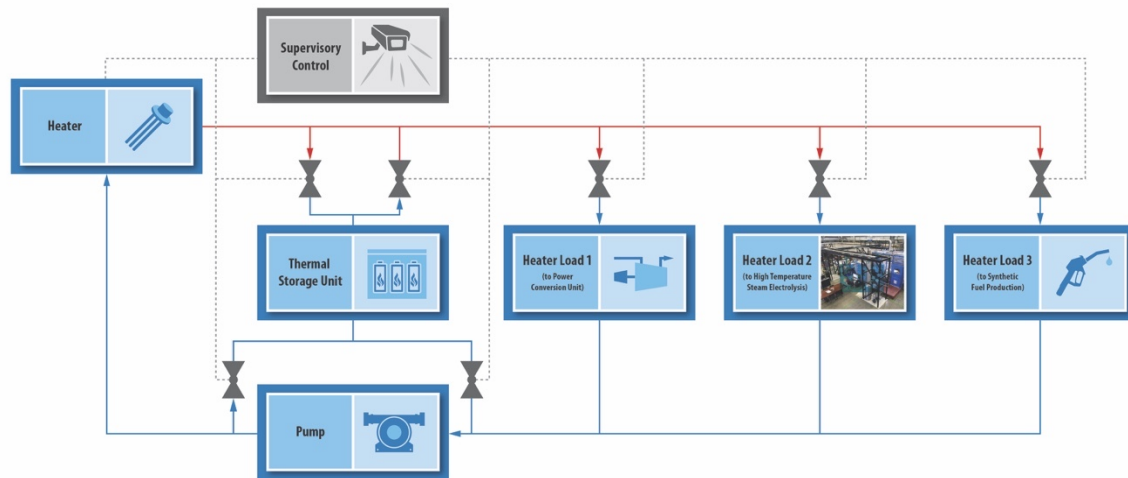 Supervisory
Control
Heater
Thermal
Storage Unit
Heater Load 1
(to Power
Conversion Unit)
Heater Load 2
(to High Temperature
Steam Electrolysis)
Heater Load 3
(to Synthetic
Fuel Production)
Pump